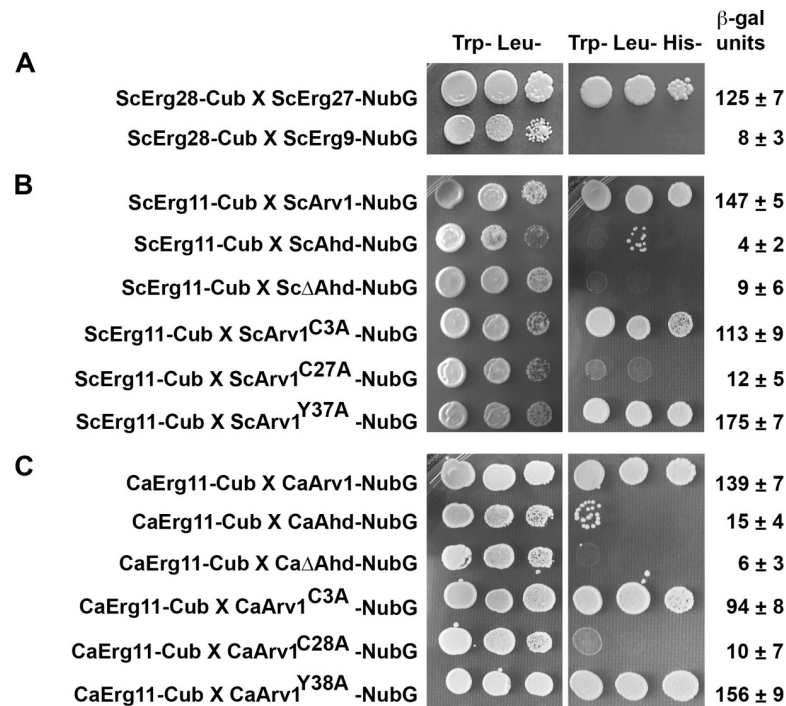 β-gal
Trp- Leu- Trp- Leu- His- units
A
ScErg28-Cub X ScErg27-NubG 125 ± 7
ScErg28-Cub X ScErg9-NubG 8 ± 3
B
ScErg11-Cub X ScArv1-NubG 147 ± 5
ScErg11-Cub X ScAhd-NubG 4 ± 2
ScErg11-Cub X Sc∆Ahd-NubG 9 ± 6
ScErg11-Cub X ScArv1C3A -NubG 113 ± 9
ScErg11-Cub X ScArv1C27A -NubG 12 ± 5
ScErg11-Cub X ScArv1Y37A -NubG 175 ± 7
C
CaErg11-Cub X CaArv1-NubG 139 ± 7
CaErg11-Cub X CaAhd-NubG 15 ± 4
CaErg11-Cub X Ca∆Ahd-NubG 6 ± 3
CaErg11-Cub X CaArv1C3A -NubG 94 ± 8
CaErg11-Cub X CaArv1C28A -NubG 10 ± 7
CaErg11-Cub X CaArv1Y38A -NubG 156 ± 9